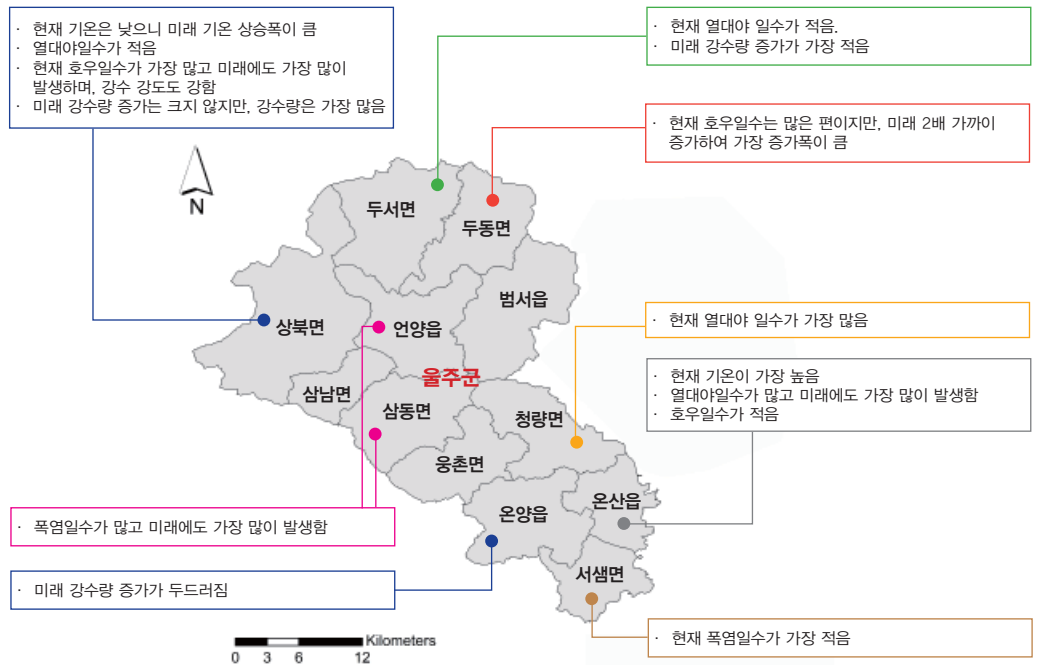 · 현재 기온은 낮으니 미래 기온 상승폭이 큼
· 열대야일수가 적음
· 현재 호우일수가 가장 많고 미래에도 가장 많이
발생하며, 강수 강도도 강함
· 미래 강수량 증가는 크지 않지만, 강수량은 가장 많음
· 현재 열대야 일수가 적음.
· 미래 강수량 증가가 가장 적음
· 현재 호우일수는 많은 편이지만, 미래 2배 가까이
증가하여 가장 증가폭이 큼
N
두서면
두동면
범서읍
상북면
언양읍
· 현재 열대야 일수가 가장 많음
울주군
삼남면
삼동면
청량면
· 현재 기온이 가장 높음
· 열대야일수가 많고 미래에도 가장 많이 발생함
· 호우일수가 적음
웅촌면
온양읍
온산읍
· 폭염일수가 많고 미래에도 가장 많이 발생함
서샘면
· 미래 강수량 증가가 두드러짐
· 현재 폭염일수가 가장 적음
Kilometers
0 3 6 12